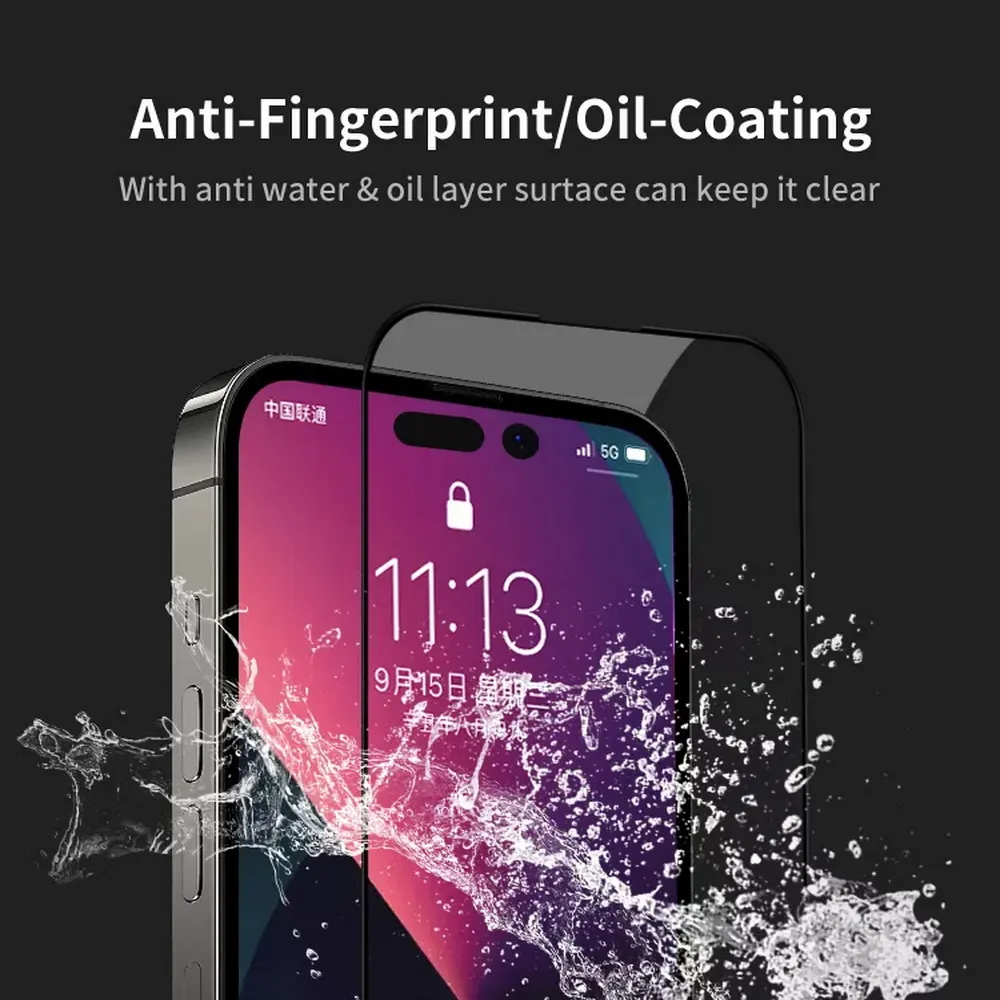 Anti-Fingerprint/Oil-Coating
With anti water & oil layer surtace can keep it clear
中国联通
5G
11:13
9月15日 星期三